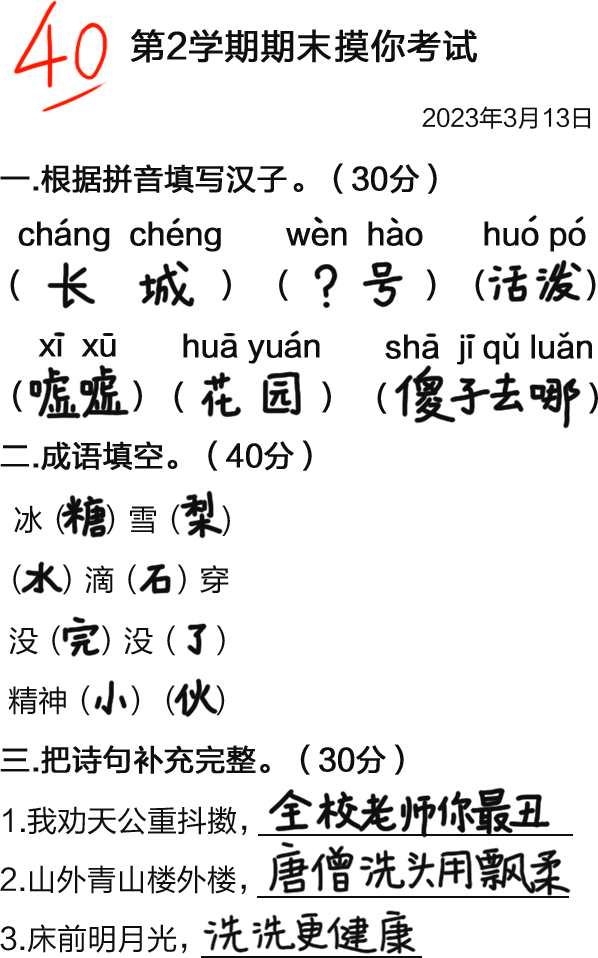 40 第2学期期末摸你考试
2023年3月13日
一.根据拼音填写汉子。（30分）
cháng chéng wèn hào huó pó
（长 城）（? 号）（活泼）
xī xū huā yuán shā jī qǔ luǎn
（嘘嘘）（花 园）（傻子去哪）
二.成语填空。（40分）
冰（糖）雪（梨）
（水）滴（石）穿
没（完）没（了）
精神（小）（伙）
三.把诗句补充完整。（30分）
1.我劝天公重抖擞，全校老师你最丑
2.山外青山楼外楼，唐僧洗头用飘柔
3.床前明月光，洗洗更健康